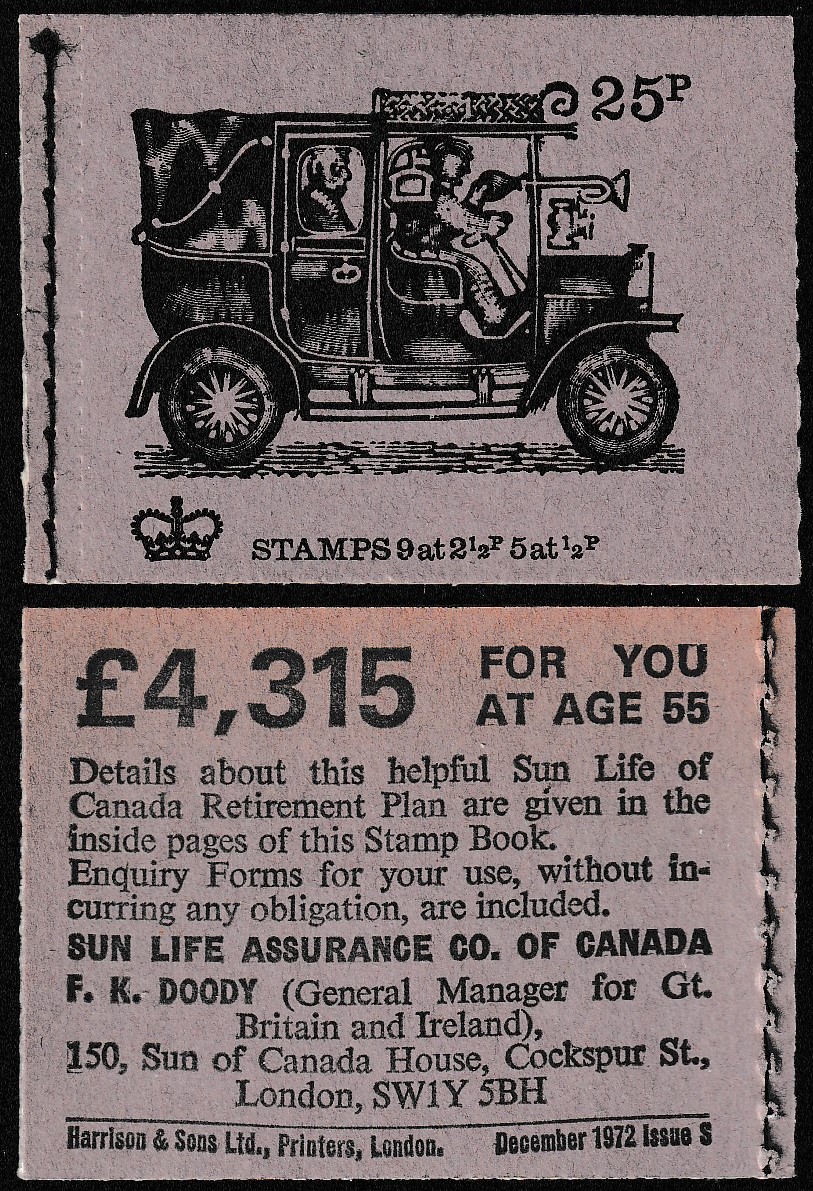 25P
STAMPS 9 at 2½P 5 at ½P
£4,315 FOR YOU
AT AGE 55
Details about this helpful Sun Life of
Canada Retirement Plan are given in the
inside pages of this Stamp Book.
Enquiry Forms for your use, without in-
curring any obligation, are included.
SUN LIFE ASSURANCE CO. OF CANADA
F. K. DOODY (General Manager for Gt.
Britain and Ireland),
150, Sun of Canada House, Cockspur St.,
London, SW1Y 5BH
Harrison & Sons Ltd., Printers, London. December 1972 Issue S